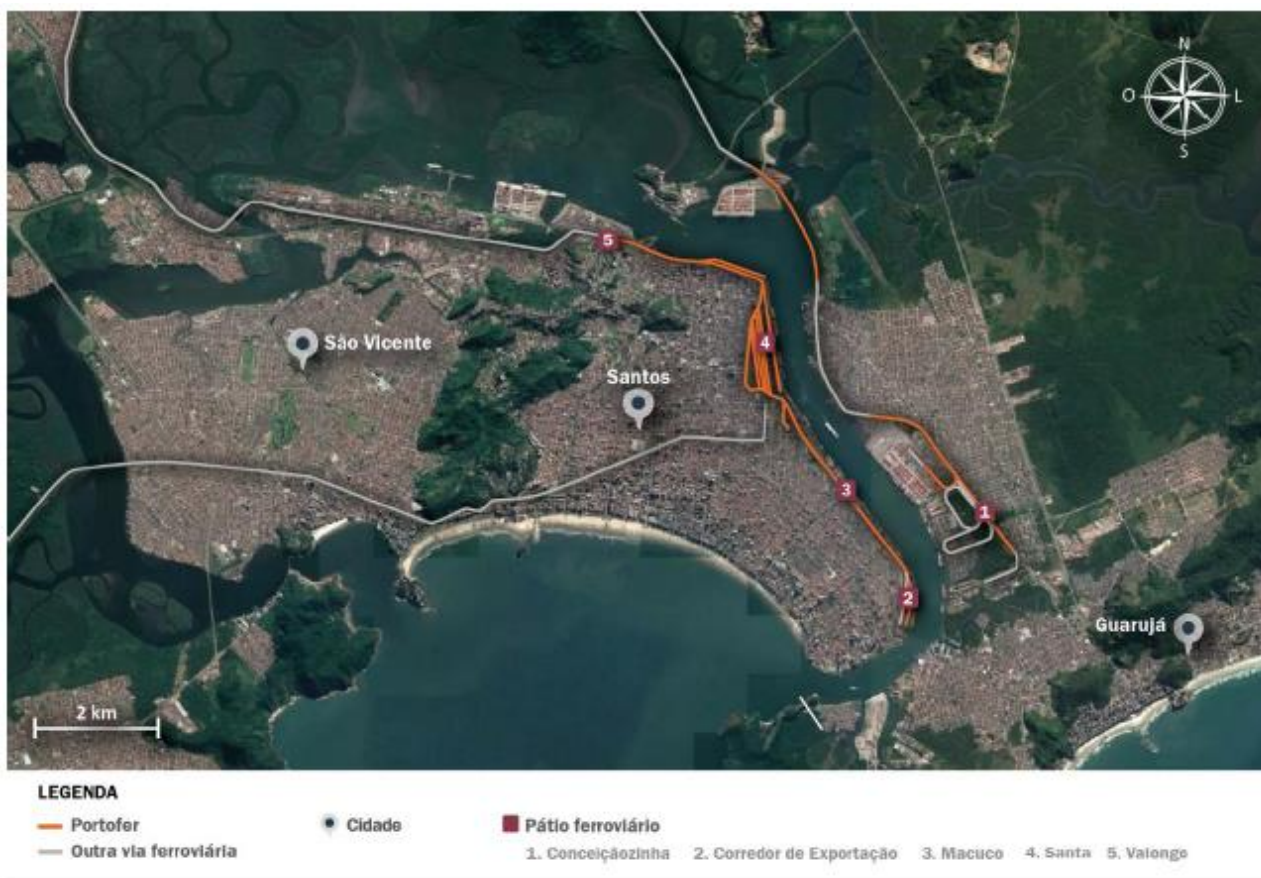 N
O L
S
5
São Vicente
4
Santos
3
1
2
Guarujá
2 km
LEGENDA
Portofer
Cidade
Pátio ferroviário
Outra via ferroviária
1. Conceiçãozinha 2. Corredor de Exportação 3. Macuco 4. Santa 5. Valongo